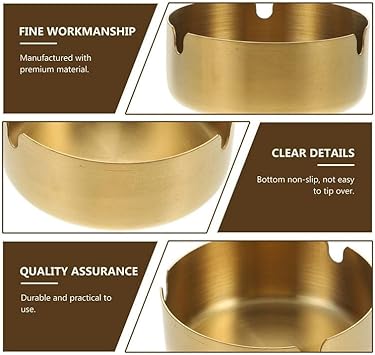 FINE WORKMANSHIP
Manufactured with
premium material.
CLEAR DETAILS
Bottom non-slip, not easy
to tip over.
QUALITY ASSURANCE
Durable and practical to
use.